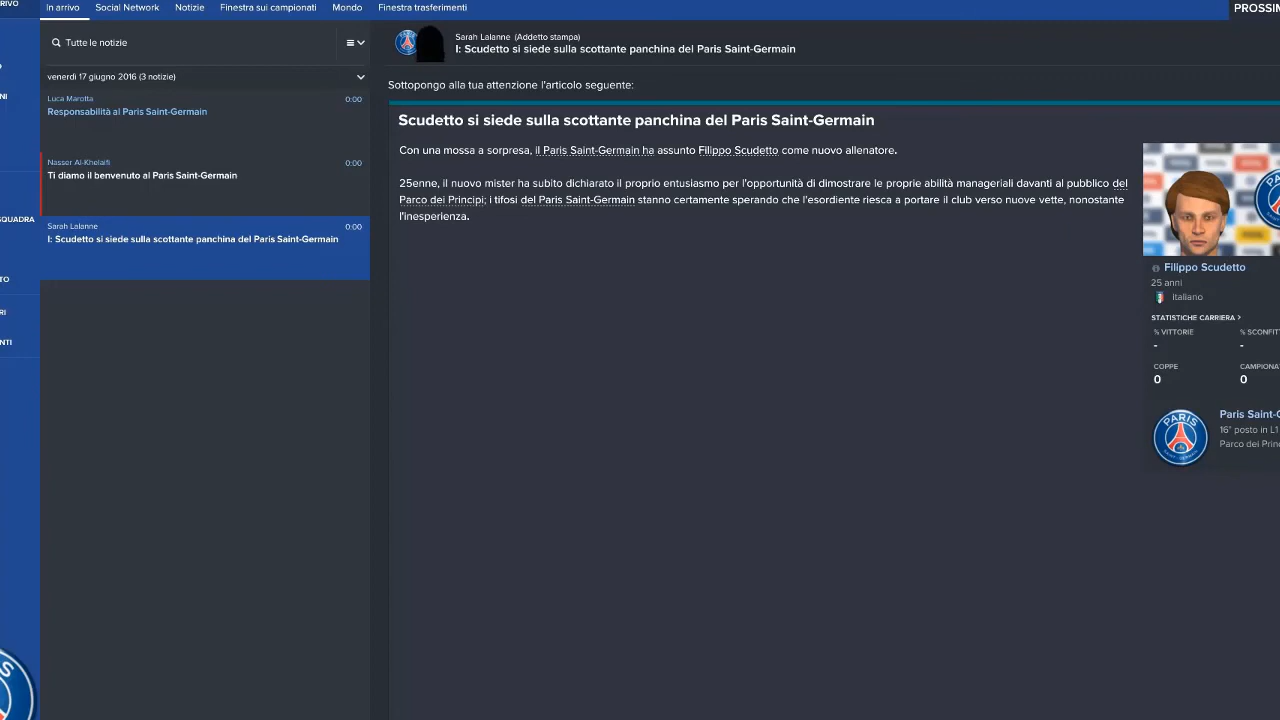 In arrivo Social Network Notizie Finestra sui campionati Mondo Finestra trasferimenti
PROSSIM
RIVO
Tutte le notizie
venerdì 17 giugno 2016 (3 notizie)
Luca Marotta 0:00
Responsabilità al Paris Saint-Germain
Nasser Al-Khelaifi 0:00
Ti diamo il benvenuto al Paris Saint-Germain
Sarah Lalanne 0:00
I: Scudetto si siede sulla scottante panchina del Paris Saint-Germain
O
NI
SQUADRA
TO
RI
NTI
Sarah Lalanne (Addetto stampa)
I: Scudetto si siede sulla scottante panchina del Paris Saint-Germain
Sottopongo alla tua attenzione l'articolo seguente:
Scudetto si siede sulla scottante panchina del Paris Saint-Germain
Con una mossa a sorpresa, il Paris Saint-Germain ha assunto Filippo Scudetto come nuovo allenatore.
25enne, il nuovo mister ha subito dichiarato il proprio entusiasmo per l'opportunità di dimostrare le proprie abilità manageriali davanti al pubblico del
Parco dei Principi; i tifosi del Paris Saint-Germain stanno certamente sperando che l'esordiente riesca a portare il club verso nuove vette, nonostante
l'inesperienza.
Filippo Scudetto
25 anni
italiano
STATISTICHE CARRIERA >
% VITTORIE % SCONFITT
- -
COPPE CAMPIONA
0 0
PARIS
Paris Saint-G
16° posto in L1
Parco dei Princ